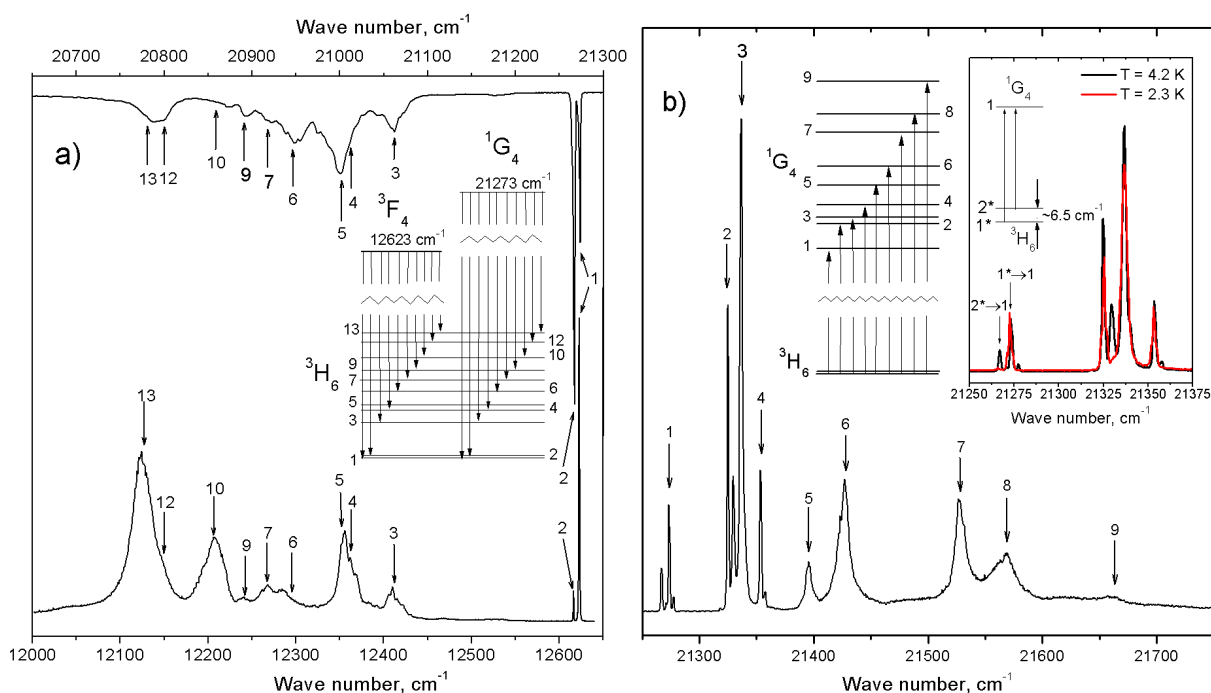 Wave number, cm-1
20700 20800 20900 21000 21100 21200 21300
a)
13 12 10 9 7 6 5 4 3
1G4
21273 cm-1
3F4
12623 cm-1
1
13
12
9
10
7
6
5
4
3
1
2
3H6
2
2
13
12
10
9
7
6
5
4
3
12000 12100 12200 12300 12400 12500 12600
Wave number, cm-1
b)
3
2
1
4
5
6
7
8
9
9
8
7
6
5
4
3
2
1
1G4
3H6
T = 4.2 K
T = 2.3 K
1G4
1
2*
1*
~6.5 cm-1
3H6
1*→1
2*→1
21250 21275 21300 21325 21350 21375
Wave number, cm-1
21300 21400 21500 21600 21700
Wave number, cm-1